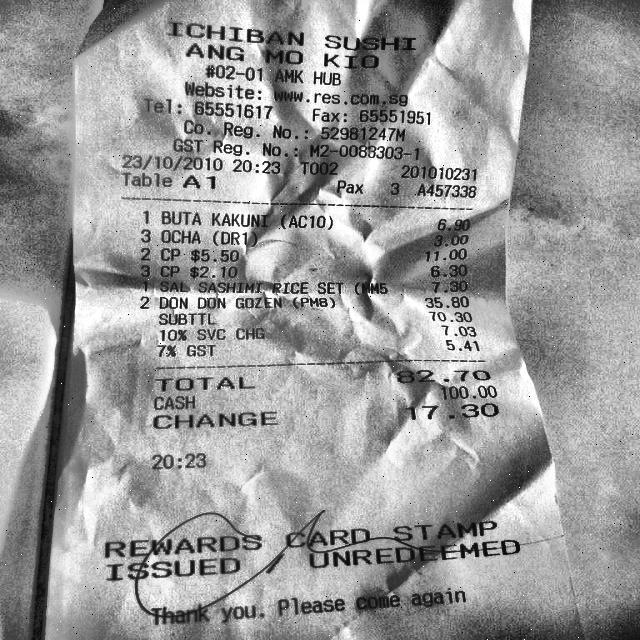 ICHIBAN SUSHI
ANG MO KIO
#02-01 AMK HUB
Website: www.res.com.sg
Tel: 65551617 Fax: 65551951
Co. Reg. No.: 52981247M
GST Reg. No.: M2-0088303-1
23/10/2010 20:23 T002 201010231
Table A1 Pax 3 A457338
1 BUTA KAKUNI (AC10) 6.90
3 OCHA (DR1) 3.00
2 CP $5.50 11.00
3 CP $2.10 6.30
1 SAL SASHIMI RICE SET (MM5 7.30
2 DON DON GOZEN (PM8) 35.80
SUBTTL 70.30
10% SVC CHG 7.03
7% GST 5.41
TOTAL 82.70
CASH 100.00
CHANGE 17.30
20:23
REWARDS CARD STAMP
ISSUED UNREDEEMED
Thank you. Please come again